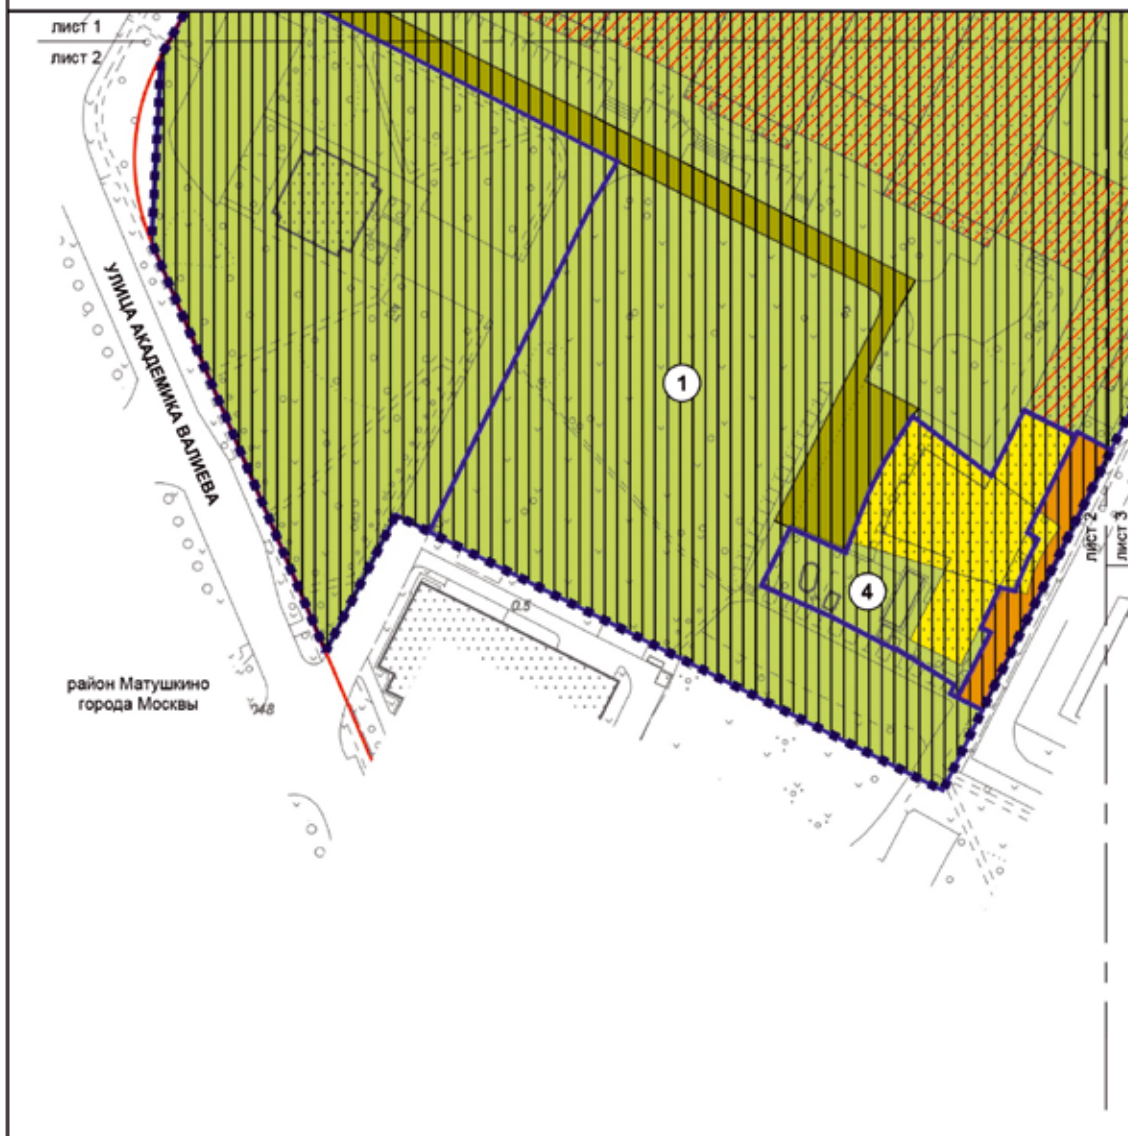 лист 1
лист 2
УЛИЦА АКАДЕМИКА ВАЛИЕВА
1
4
0.5
лист 2
лист 3
район Матушкино
города Москвы